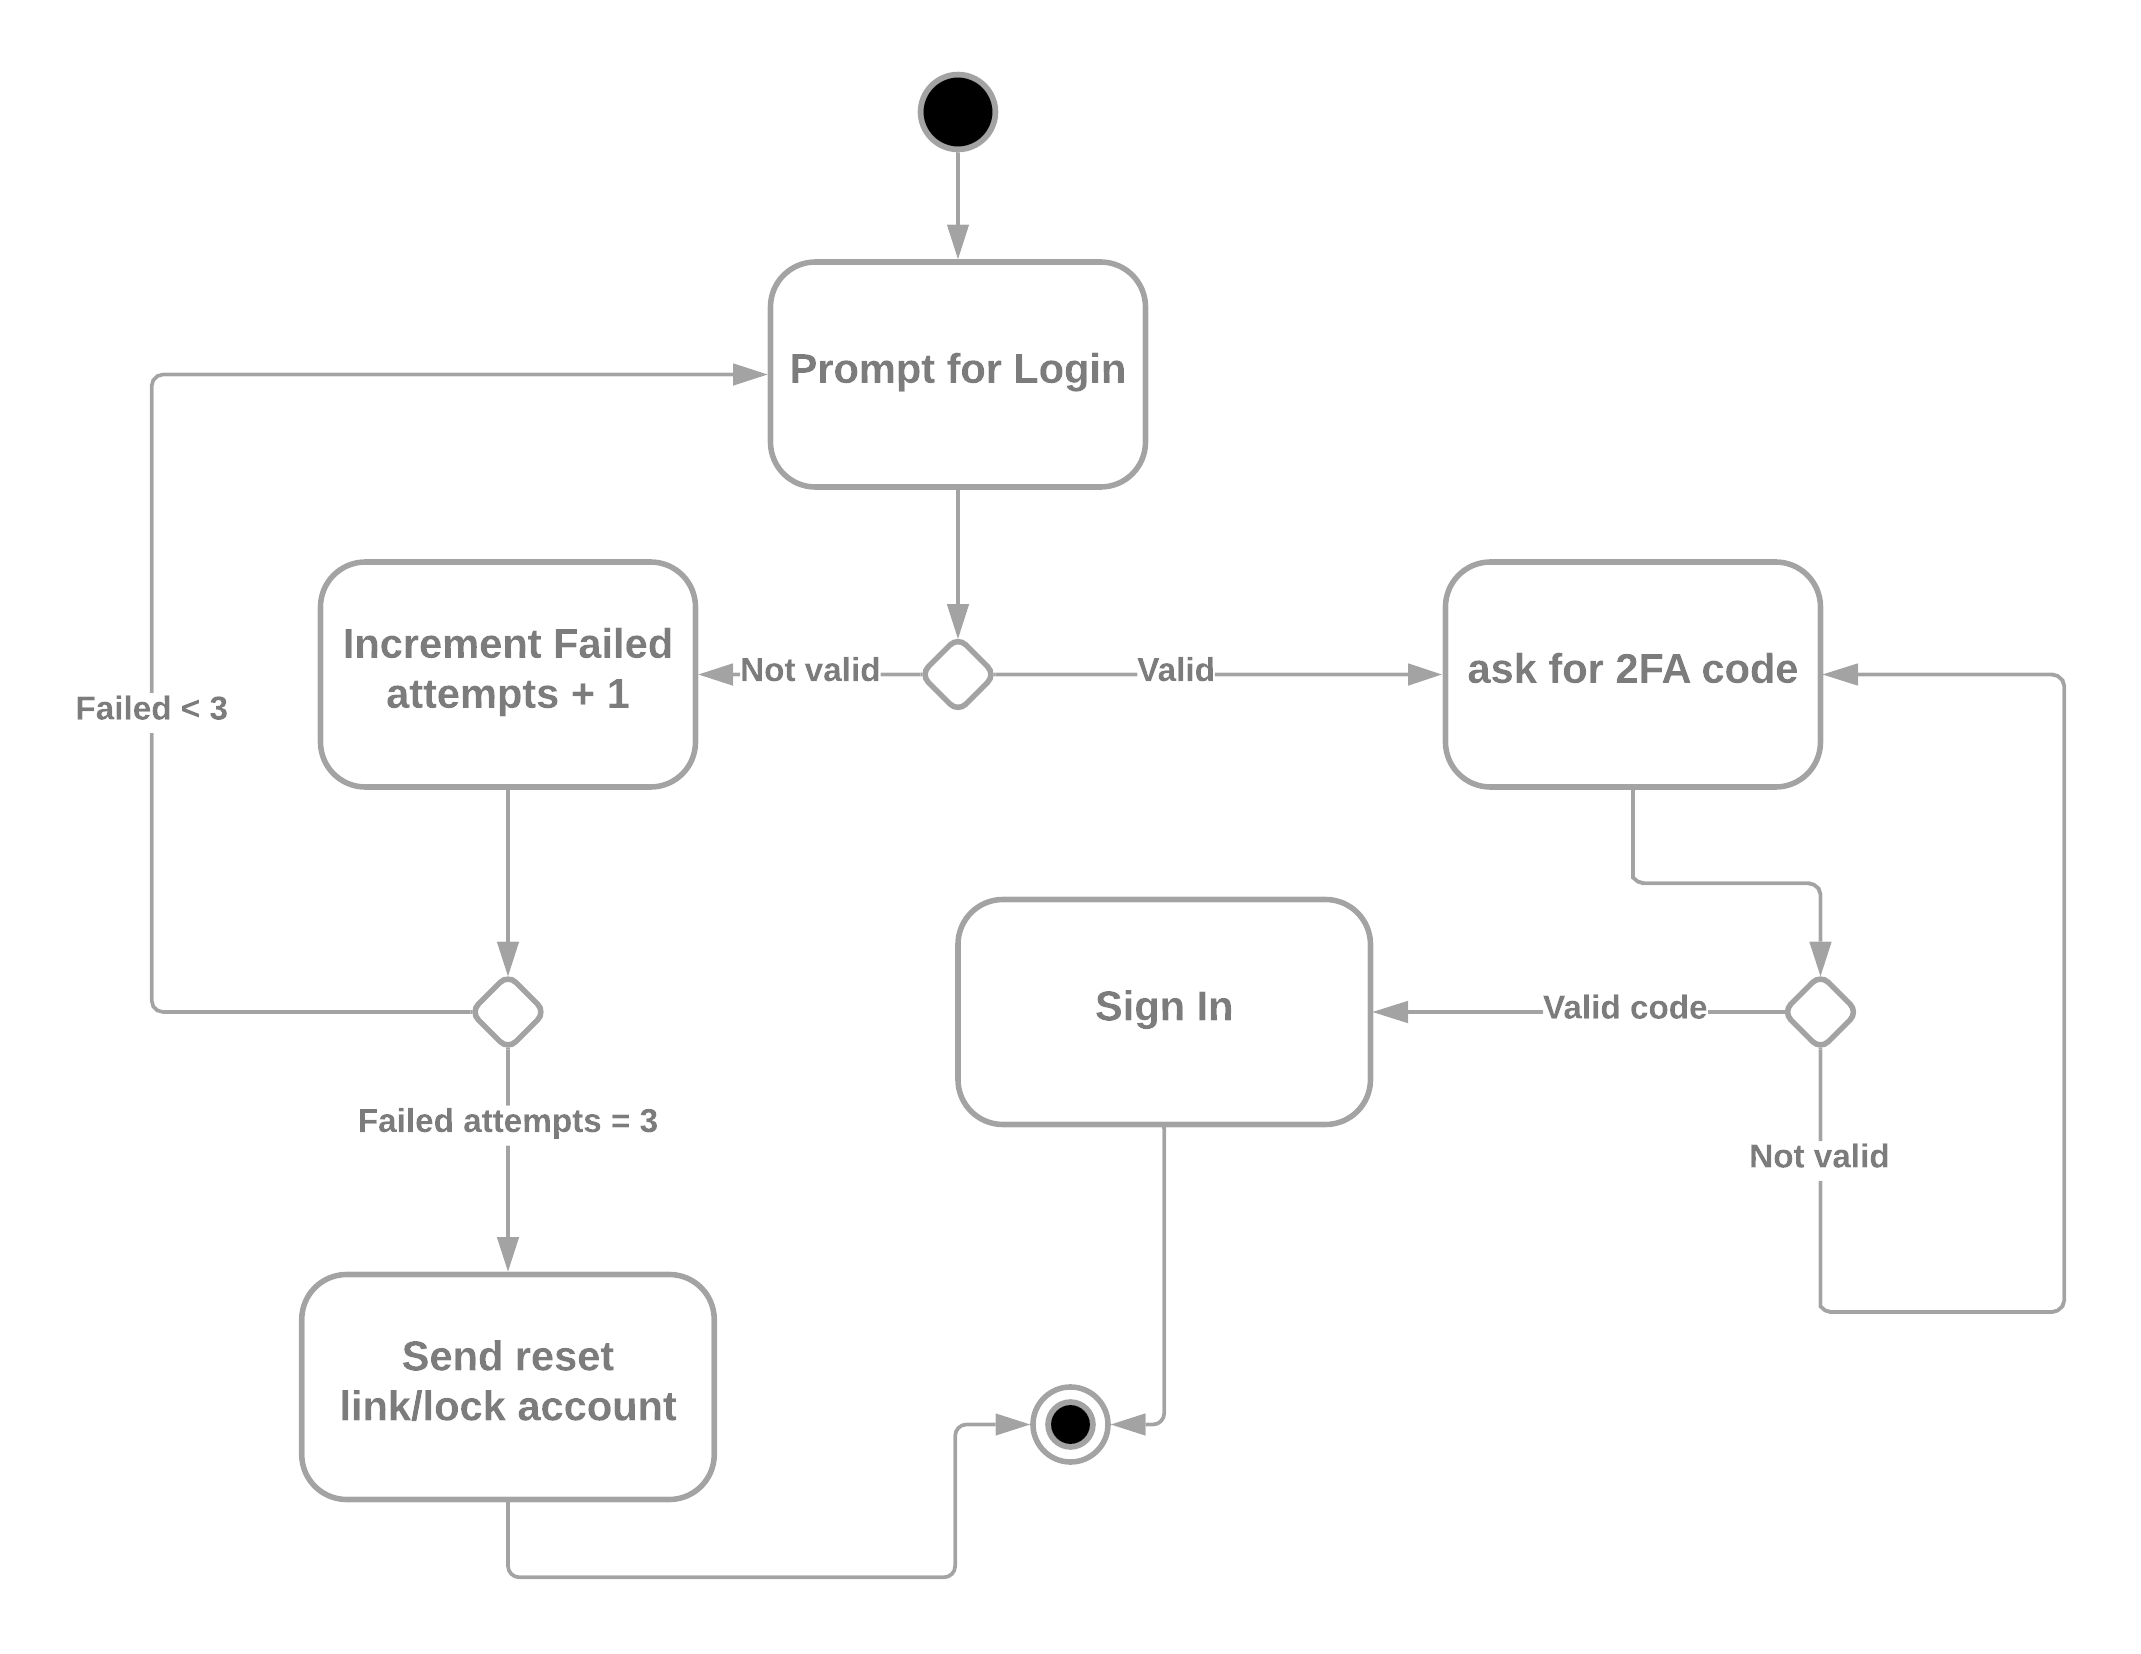 Prompt for Login
Increment Failed
attempts + 1
Not valid
Valid
ask for 2FA code
Failed < 3
Sign In
Valid code
Failed attempts = 3
Not valid
Send reset
link/lock account